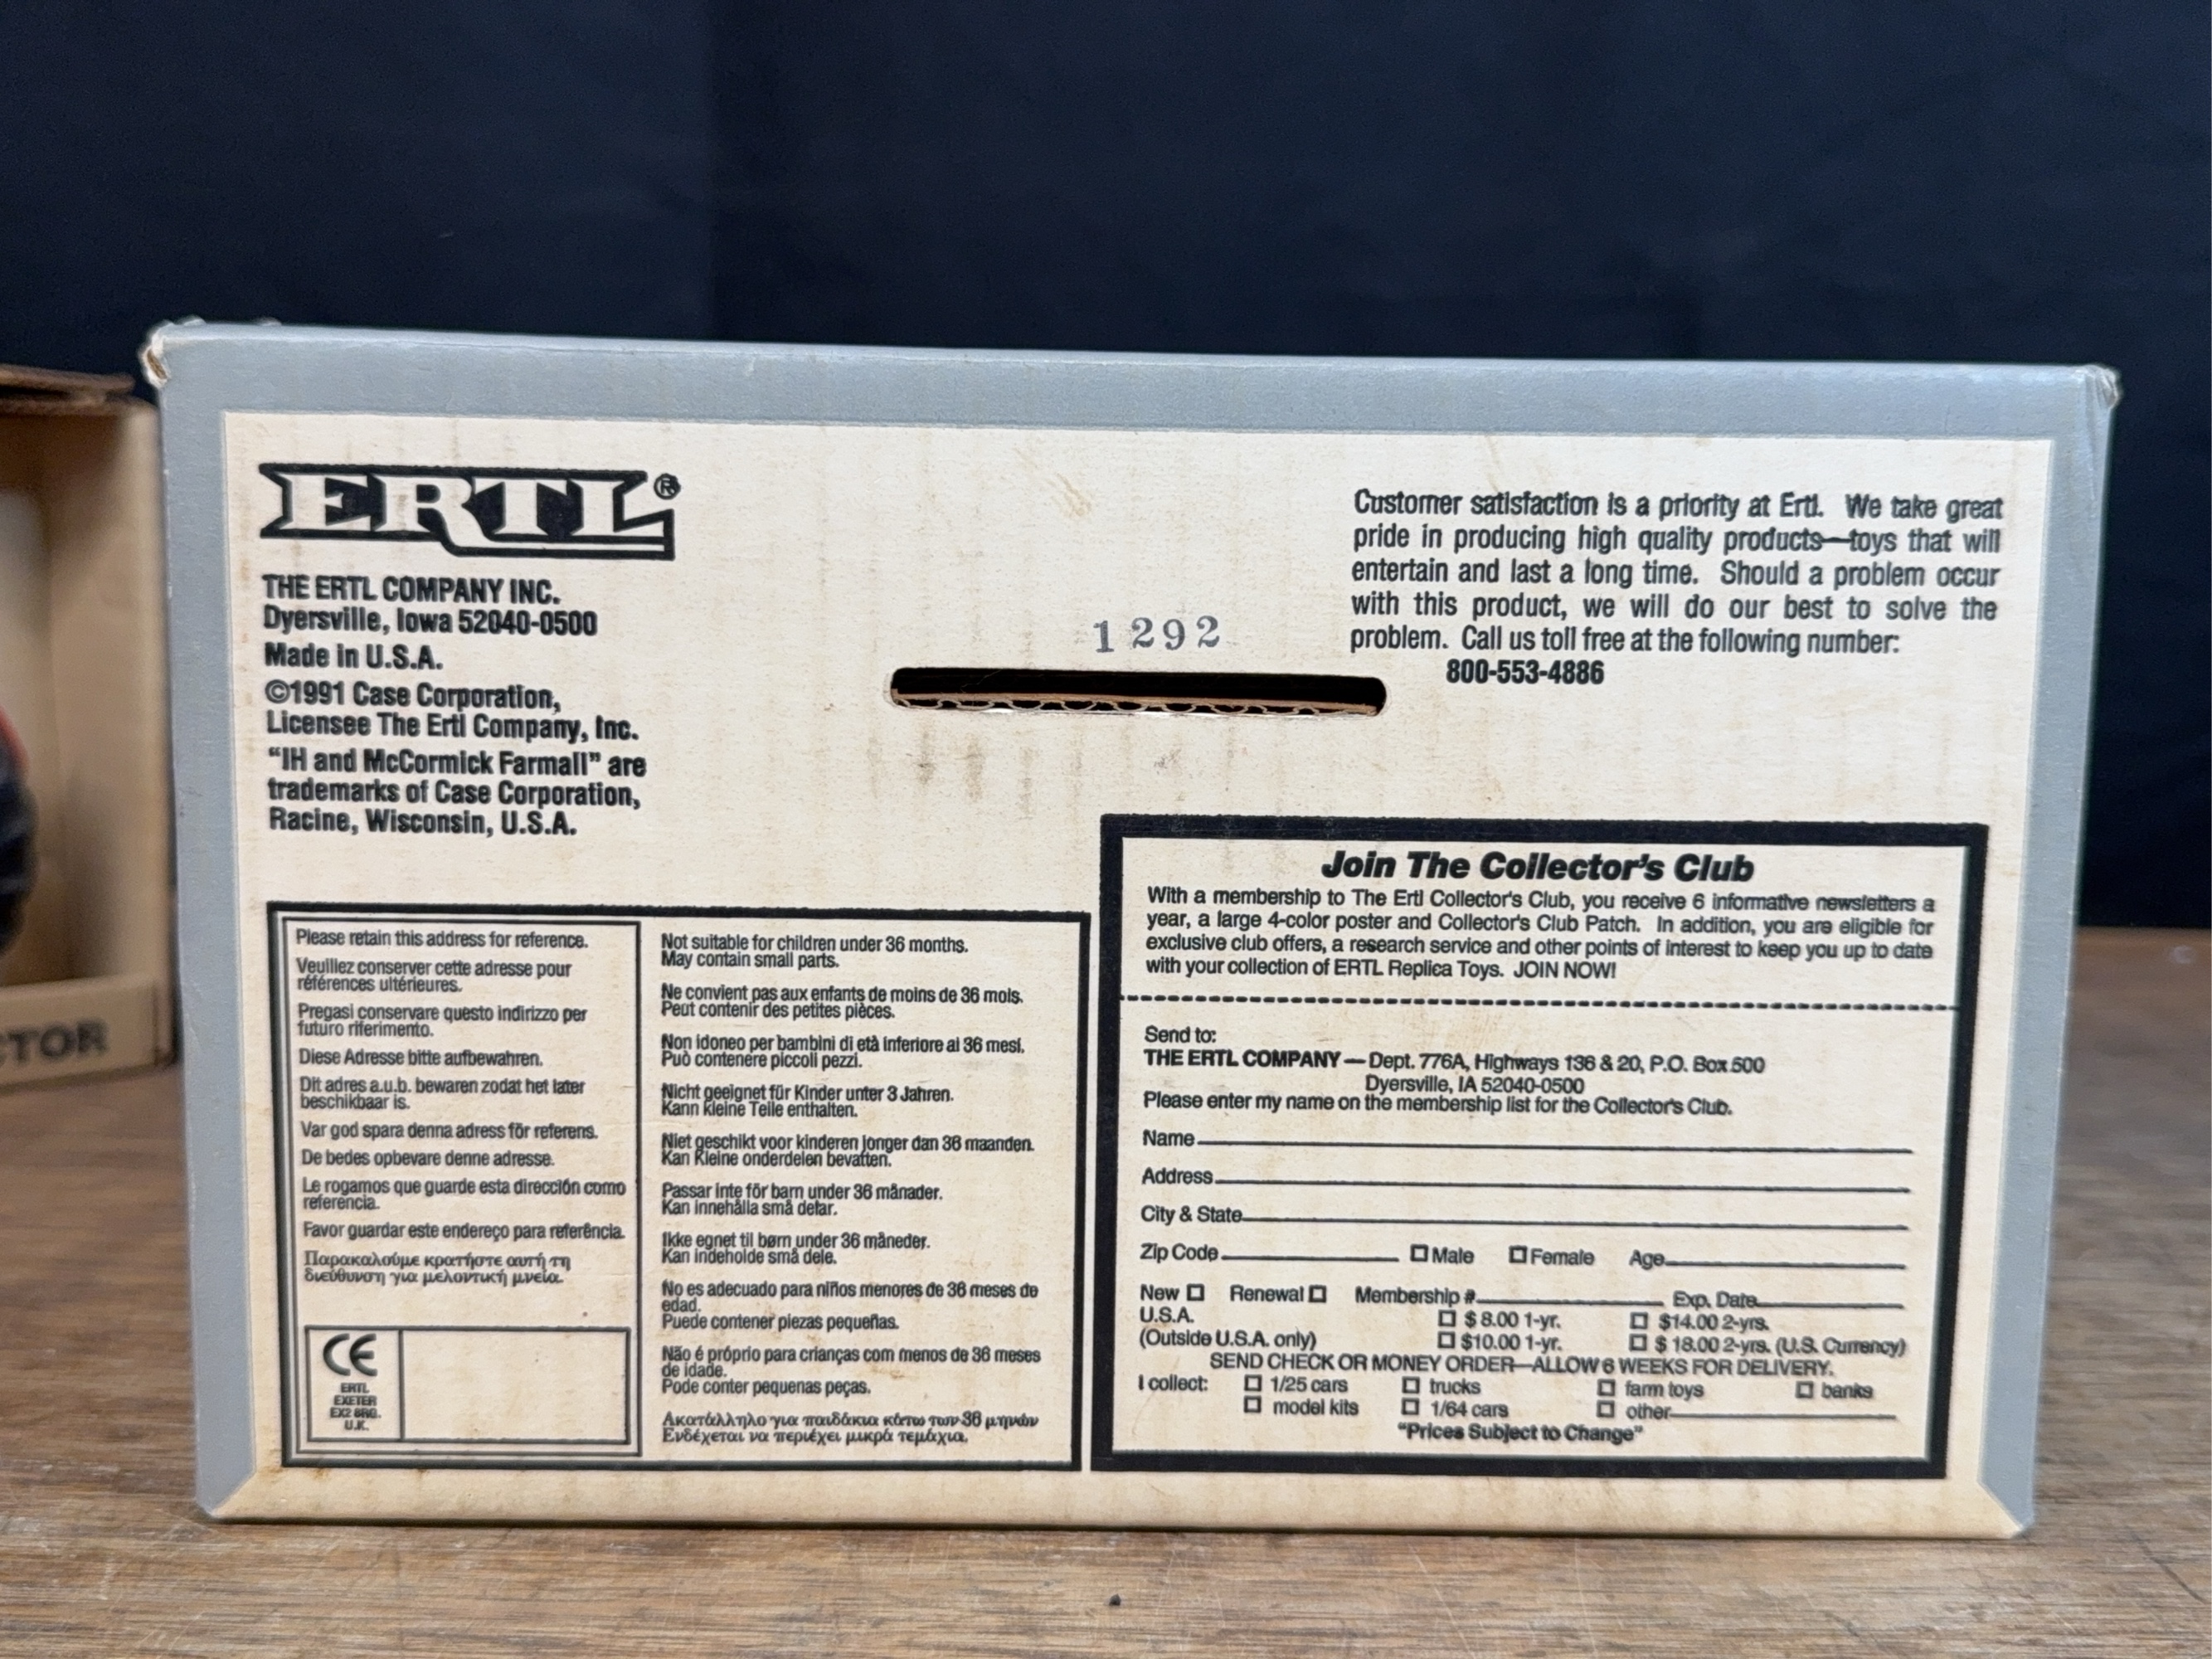 ERTL®
THE ERTL COMPANY INC.
Dyersville, Iowa 52040-0500
Made in U.S.A.
©1991 Case Corporation,
Licensee The Ertl Company, Inc.
“IH and McCormick Farmall” are
trademarks of Case Corporation,
Racine, Wisconsin, U.S.A.
1292
Customer satisfaction is a priority at Ertl. We take great
pride in producing high quality products—toys that will
entertain and last a long time. Should a problem occur
with this product, we will do our best to solve the
problem. Call us toll free at the following number:
800-553-4886
Please retain this address for reference.
Veuillez conserver cette adresse pour
références ultérieures.
Pregasi conservare questo indirizzo per
futuro riferimento.
Diese Adresse bitte aufbewahren.
Dit adres a.u.b. bewaren zodat het later
beschikbaar is.
Var god spara denna adress för referens.
De bedes opbevare denne adresse.
Le rogamos que guarde esta dirección como
referencia.
Favor guardar este endereço para referência.
Παρακαλούμε κρατήστε αυτή τη
διεύθυνση για μελοντική μνεία.
CE
ERTL
EXETER
EX2 8RG.
U.K.
Not suitable for children under 36 months.
May contain small parts.
Ne convient pas aux enfants de moins de 36 mois.
Peut contenir des petites pièces.
Non idoneo per bambini di età inferiore ai 36 mesi.
Può contenere piccoli pezzi.
Nicht geeignet für Kinder unter 3 Jahren.
Kann kleine Teile enthalten.
Niet geschikt voor kinderen jonger dan 36 maanden.
Kan Kleine onderdelen bevatten.
Passar inte för barn under 36 månader.
Kan innehålla små delar.
Ikke egnet til børn under 36 måneder.
Kan indeholde små dele.
No es adecuado para niños menores de 36 meses de
edad.
Puede contener piezas pequeñas.
Não é próprio para crianças com menos de 36 meses
de idade.
Pode conter pequenas peças.
Ακατάλληλο για παιδάκια κάτω των 36 μηνών
Ενδέχεται να περιέχει μικρά τεμάχια.
Join The Collector's Club
With a membership to The Ertl Collector's Club, you receive 6 informative newsletters a
year, a large 4-color poster and Collector's Club Patch. In addition, you are eligible for
exclusive club offers, a research service and other points of interest to keep you up to date
with your collection of ERTL Replica Toys. JOIN NOW!
Send to:
THE ERTL COMPANY — Dept. 776A, Highways 136 & 20, P.O. Box 500
Dyersville, IA 52040-0500
Please enter my name on the membership list for the Collector's Club.
Name
Address
City & State
Zip Code Male Female Age
New Renewal Membership # Exp. Date
U.S.A. $ 8.00 1-yr. $14.00 2-yrs.
(Outside U.S.A. only) $10.00 1-yr. $ 18.00 2-yrs. (U.S. Currency)
SEND CHECK OR MONEY ORDER—ALLOW 6 WEEKS FOR DELIVERY.
I collect: 1/25 cars trucks farm toys banks
model kits 1/64 cars other
“Prices Subject to Change”
CTOR